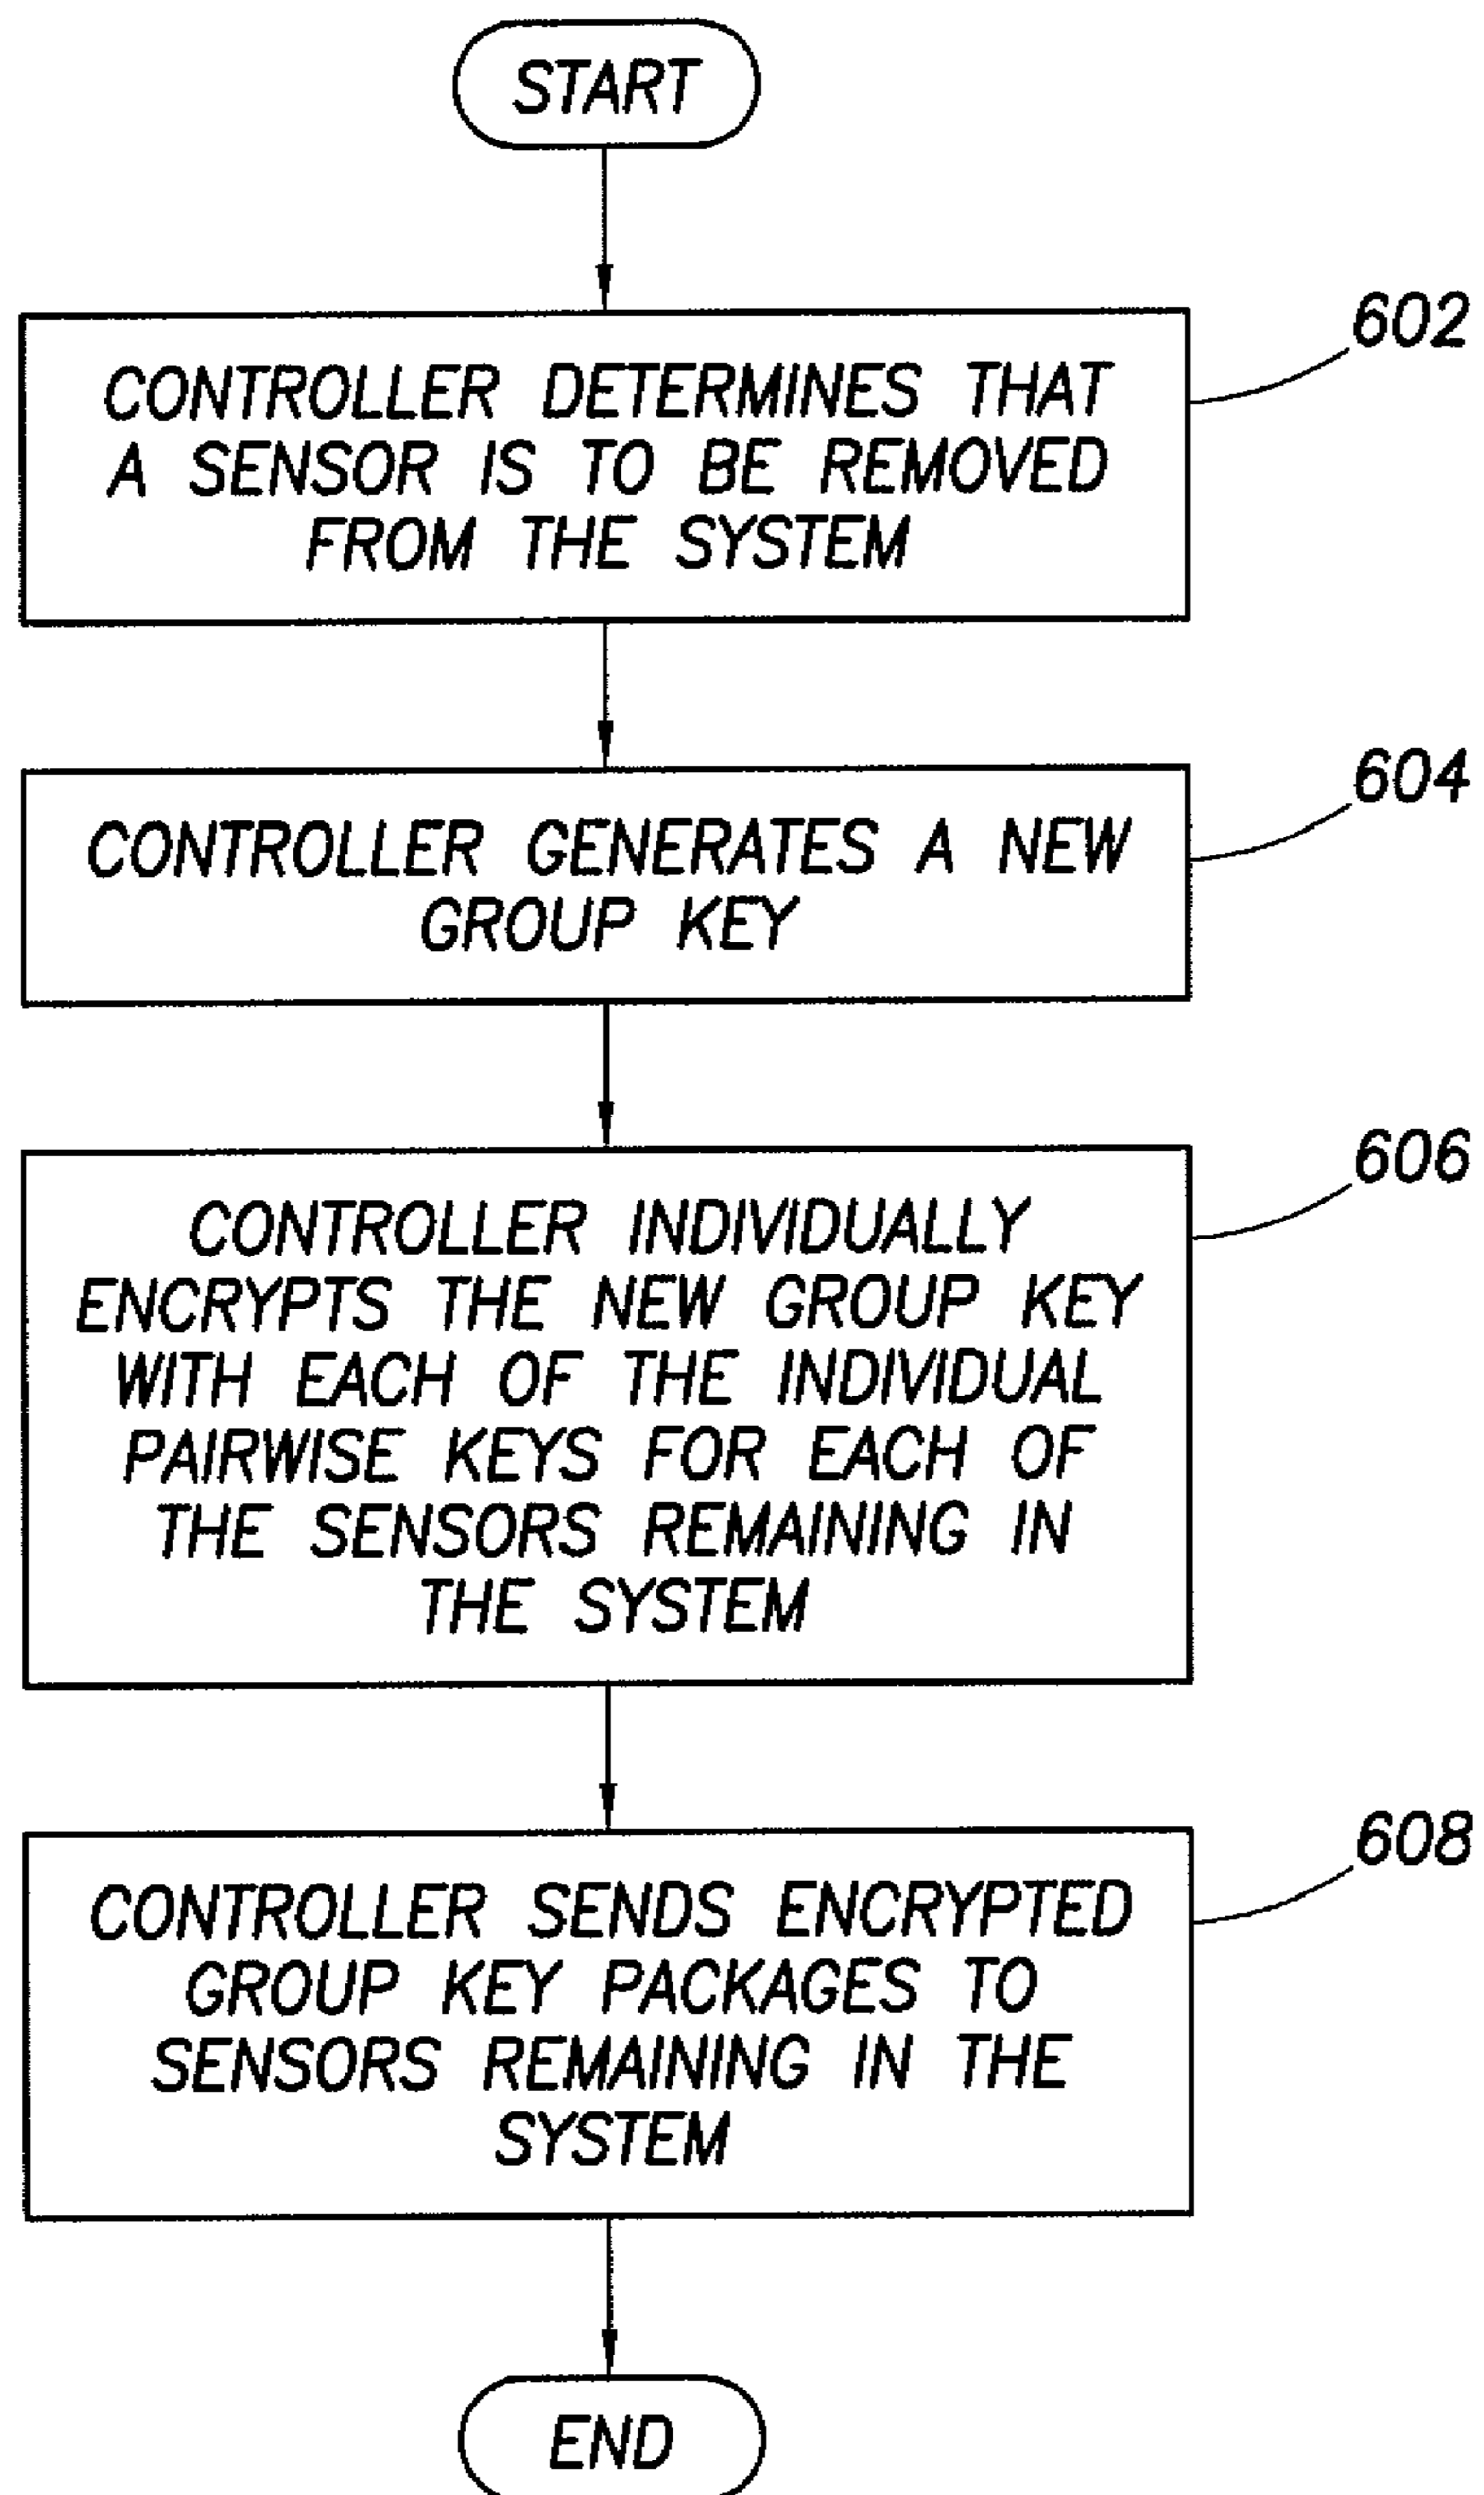 START
602
CONTROLLER DETERMINES THAT
A SENSOR IS TO BE REMOVED
FROM THE SYSTEM
604
CONTROLLER GENERATES A NEW
GROUP KEY
606
CONTROLLER INDIVIDUALLY
ENCRYPTS THE NEW GROUP KEY
WITH EACH OF THE INDIVIDUAL
PAIRWISE KEYS FOR EACH OF
THE SENSORS REMAINING IN
THE SYSTEM
608
CONTROLLER SENDS ENCRYPTED
GROUP KEY PACKAGES TO
SENSORS REMAINING IN THE
SYSTEM
END